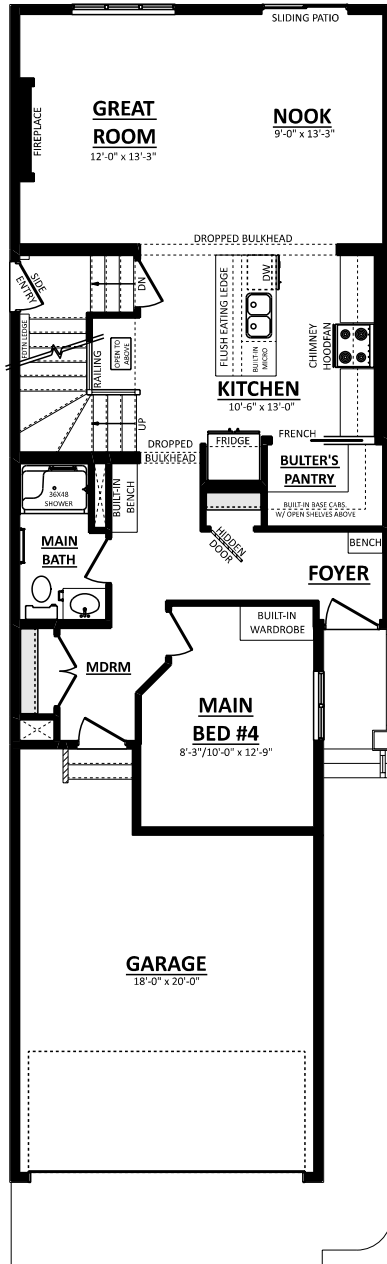 SLIDING PATIO
GREAT
ROOM
12'-0" x 13'-3"
NOOK
9'-0" x 13'-3"
FIREPLACE
DROPPED BULKHEAD
SIDE
ENTRY
DN
FLUSH EATING LEDGE
DW
FDTN LEDGE
RAILING
OPEN TO
ABOVE
BUILT-IN
MICRO
CHIMNEY
HOODFAN
KITCHEN
10'-6" x 13'-0"
UP
DROPPED
BULKHEAD
FRIDGE
FRENCH
BULTER'S
PANTRY
BUILT-IN BASE CABS.
W/ OPEN SHELVES ABOVE
36X48
SHOWER
BUILT-IN
BENCH
MAIN
BATH
HIDDEN
DOOR
BENCH
FOYER
BUILT-IN
WARDROBE
MDRM
MAIN
BED #4
8'-3"/10'-0" x 12'-9"
GARAGE
18'-0" x 20'-0"